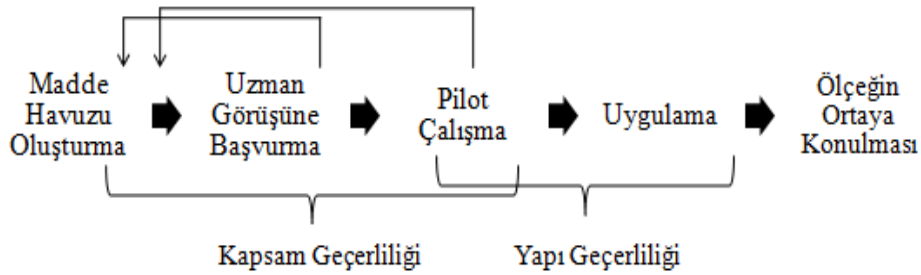 Madde
Havuzu
Oluşturma
Uzman
Görüşüne
Başvurma
Pilot
Çalışma
Uygulama
Ölçeğin
Ortaya
Konulması
Kapsam Geçerliliği
Yapı Geçerliliği